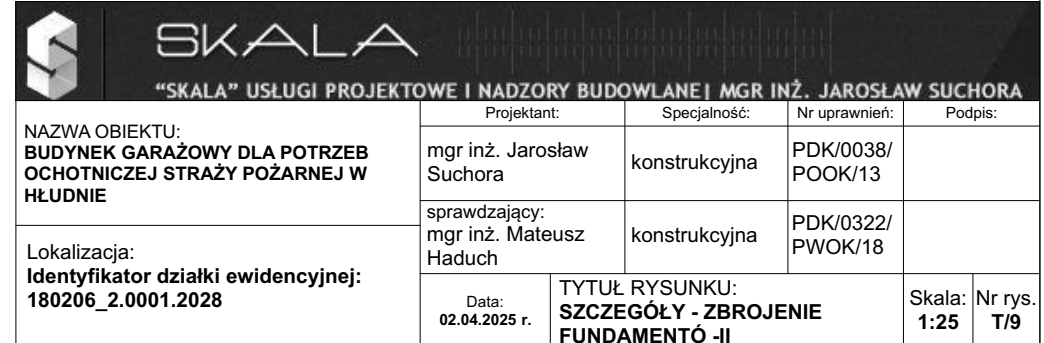 SKALA
"SKALA" USŁUGI PROJEKTOWE I NADZORY BUDOWLANE| MGR INŻ. JAROSŁAW SUCHORA
NAZWA OBIEKTU:
BUDYNEK GARAŻOWY DLA POTRZEB
OCHOTNICZEJ STRAŻY POŻARNEJ W
HŁUDNIE
Lokalizacja:
Identyfikator działki ewidencyjnej:
180206_2.0001.2028
Projektant:
Specjalność:
Nr uprawnień:
Podpis:
mgr inż. Jarosław
Suchora
konstrukcyjna
PDK/0038/
POOK/13
sprawdzający:
mgr inż. Mateusz
Haduch
konstrukcyjna
PDK/0322/
PWOK/18
Data:
02.04.2025 r.
TYTUŁ RYSUNKU:
SZCZEGÓŁY - ZBROJENIE
FUNDAMENTÓ -II
Skala:
1:25
Nr rys.
T/9